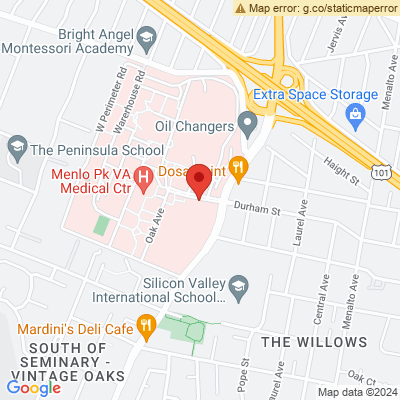 Map error: g.co/staticmaperror
Bright Angel
Montessori Academy
Jervis Ave
Menalto Ave
W Perimeter Rd
Warehouse Rd
Extra Space Storage
Oil Changers
The Peninsula School
Menlo Pk VA
Medical Ctr
H
Dosa Point
Haight St
101
Durham St
Laurel Ave
Oak Ave
Silicon Valley
International School...
Central Ave
Menalto Ave
Mardini's Deli Cafe
THE WILLOWS
SOUTH OF
SEMINARY -
VINTAGE OAKS
Pope St
Laurel Ave
Oak Ct
Google
Map data ©2024